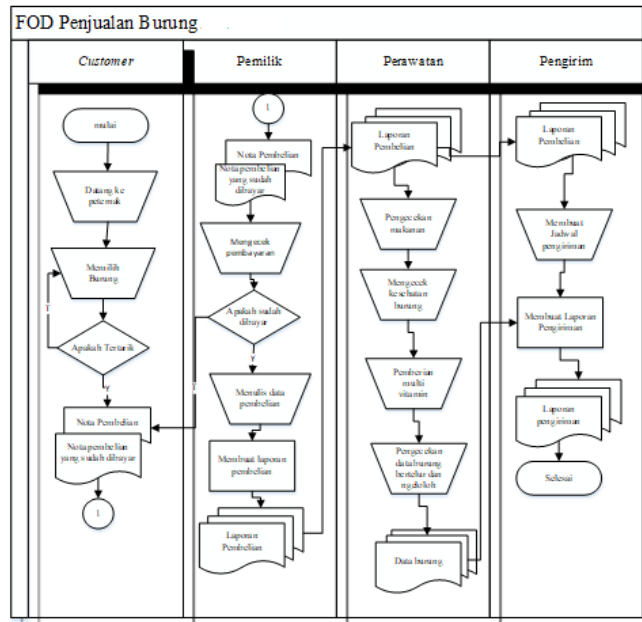 FOD Penjualan Burung
Customer
Pemilik
Perawatan
Pengirim
mulai
Datang ke
peternak
Memilih
Burung
T
Apakah Tertarik
Y
Nota Pembelian
Nota pembelian
yang sudah dibayar
1
1
Nota Pembelian
Nota pembelian
yang sudah
dibayar
Mengecek
pembayaran
Apakah sudah
dibayar
T
Y
Menulis data
pembelian
Membuat laporan
pembelian
Laporan
Pembelian
Laporan
Pembelian
Pengecekan
makanan
Mengecek
kesehatan
burung
Pemberian
multi
vitamin
Pengecekan
data burung
bertelur dan
ngloloh
Data burung
Laporan
Pembelian
Membuat
Jadwal
pengiriman
Membuat Laporan
Pengiriman
Laporan
pengiriman
Selesai